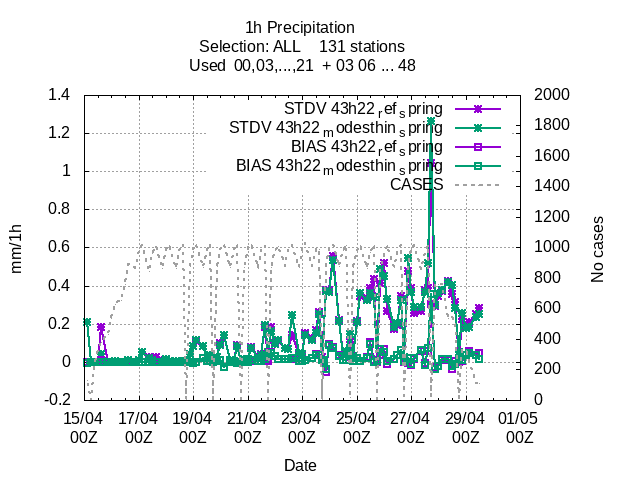 1h Precipitation
Selection: ALL 131 stations
Used 00,03,...,21 + 03 06 ... 48
1.4 2000
STDV 43h22refspring
1.2 1800
STDV 43h22modesthinspring
1600
BIAS 43h22refspring
1 BIAS 43h22modesthinspring
CASES 1400
0.8 1200
0.6 1000
0.4 800
600
0.2 400
0 200
-0.2 0
mm/1h
No cases
15/04 17/04 19/04 21/04 23/04 25/04 27/04 29/04 01/05
00Z 00Z 00Z 00Z 00Z 00Z 00Z 00Z 00Z
Date